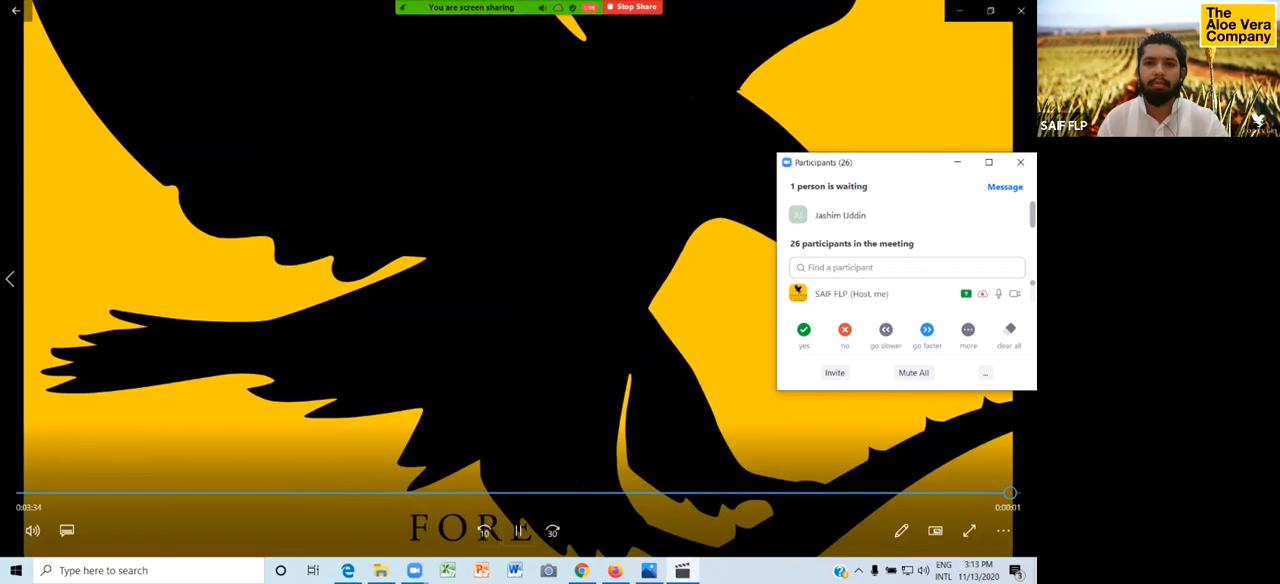 You are screen sharing
LIVE
Stop Share
The
Aloe Vera
Company
SAIF FLP
Participants (26)
1 person is waiting
Message
JU
Jashim Uddin
26 participants in the meeting
Find a participant
SAIF FLP (Host, me)
yes
no
go slower
go faster
more
clear all
Invite
Mute All
...
0:03:34
0:00:01
FORE
10
30
Type here to search
ENG
INTL
3:13 PM
11/13/2020
3